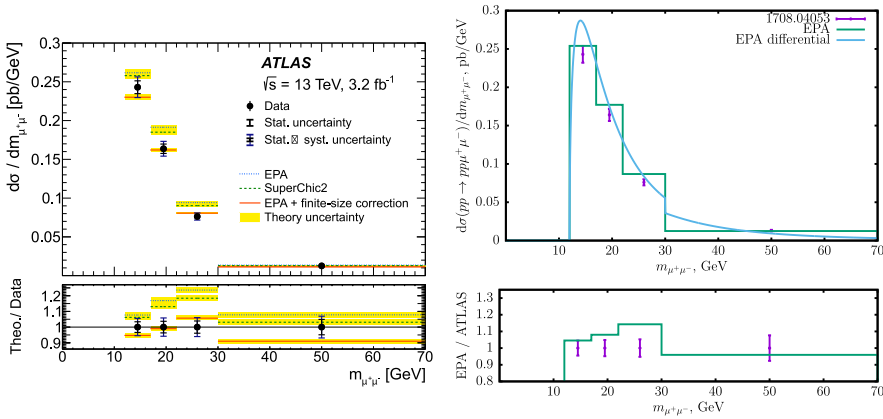 ATLAS
√s = 13 TeV, 3.2 fb⁻¹
Data
Stat. uncertainty
Stat. ⊠ syst. uncertainty
EPA
SuperChic2
EPA + finite-size correction
Theory uncertainty
dσ / dm_μ⁺μ⁻ [pb/GeV]
0.3
0.25
0.2
0.15
0.1
0.05
Theo./ Data
1.2
1.1
1
0.9
0 10 20 30 40 50 60 70
m_μ⁺μ⁻ [GeV]
1708.04053
EPA
EPA differential
dσ(pp → ppμ⁺μ⁻)/dm_μ⁺μ⁻, pb/GeV
0.3
0.25
0.2
0.15
0.1
0.05
0
0 10 20 30 40 50 60 70
m_μ⁺μ⁻, GeV
EPA / ATLAS
1.3
1.2
1.1
1.0
0.9
0.8
10 20 30 40 50 60 70
m_μ⁺μ⁻, GeV